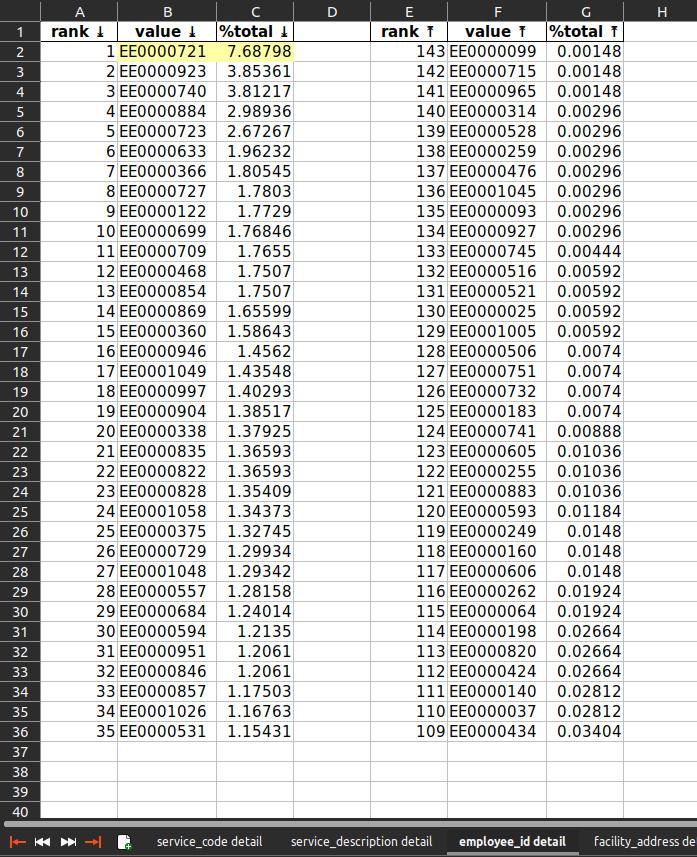 A B C D E F G H
1 rank ⤓ value ⤓ %total ⤓ rank ⤒ value ⤒ %total ⤒
2 1 EE0000721 7.68798 143 EE0000099 0.00148
3 2 EE0000923 3.85361 142 EE0000715 0.00148
4 3 EE0000740 3.81217 141 EE0000965 0.00148
5 4 EE0000884 2.98936 140 EE0000314 0.00296
6 5 EE0000723 2.67267 139 EE0000528 0.00296
7 6 EE0000633 1.96232 138 EE0000259 0.00296
8 7 EE0000366 1.80545 137 EE0000476 0.00296
9 8 EE0000727 1.7803 136 EE0001045 0.00296
10 9 EE0000122 1.7729 135 EE0000093 0.00296
11 10 EE0000699 1.76846 134 EE0000927 0.00296
12 11 EE0000709 1.7655 133 EE0000745 0.00444
13 12 EE0000468 1.7507 132 EE0000516 0.00592
14 13 EE0000854 1.7507 131 EE0000521 0.00592
15 14 EE0000869 1.65599 130 EE0000025 0.00592
16 15 EE0000360 1.58643 129 EE0001005 0.00592
17 16 EE0000946 1.4562 128 EE0000506 0.0074
18 17 EE0001049 1.43548 127 EE0000751 0.0074
19 18 EE0000997 1.40293 126 EE0000732 0.0074
20 19 EE0000904 1.38517 125 EE0000183 0.0074
21 20 EE0000338 1.37925 124 EE0000741 0.00888
22 21 EE0000835 1.36593 123 EE0000605 0.01036
23 22 EE0000822 1.36593 122 EE0000255 0.01036
24 23 EE0000828 1.35409 121 EE0000883 0.01036
25 24 EE0001058 1.34373 120 EE0000593 0.01184
26 25 EE0000375 1.32745 119 EE0000249 0.0148
27 26 EE0000729 1.29934 118 EE0000160 0.0148
28 27 EE0001048 1.29342 117 EE0000606 0.0148
29 28 EE0000557 1.28158 116 EE0000262 0.01924
30 29 EE0000684 1.24014 115 EE0000064 0.01924
31 30 EE0000594 1.2135 114 EE0000198 0.02664
32 31 EE0000951 1.2061 113 EE0000820 0.02664
33 32 EE0000846 1.2061 112 EE0000424 0.02664
34 33 EE0000857 1.17503 111 EE0000140 0.02812
35 34 EE0001026 1.16763 110 EE0000037 0.02812
36 35 EE0000531 1.15431 109 EE0000434 0.03404
37
38
39
40
service_code detail service_description detail employee_id detail facility_address de